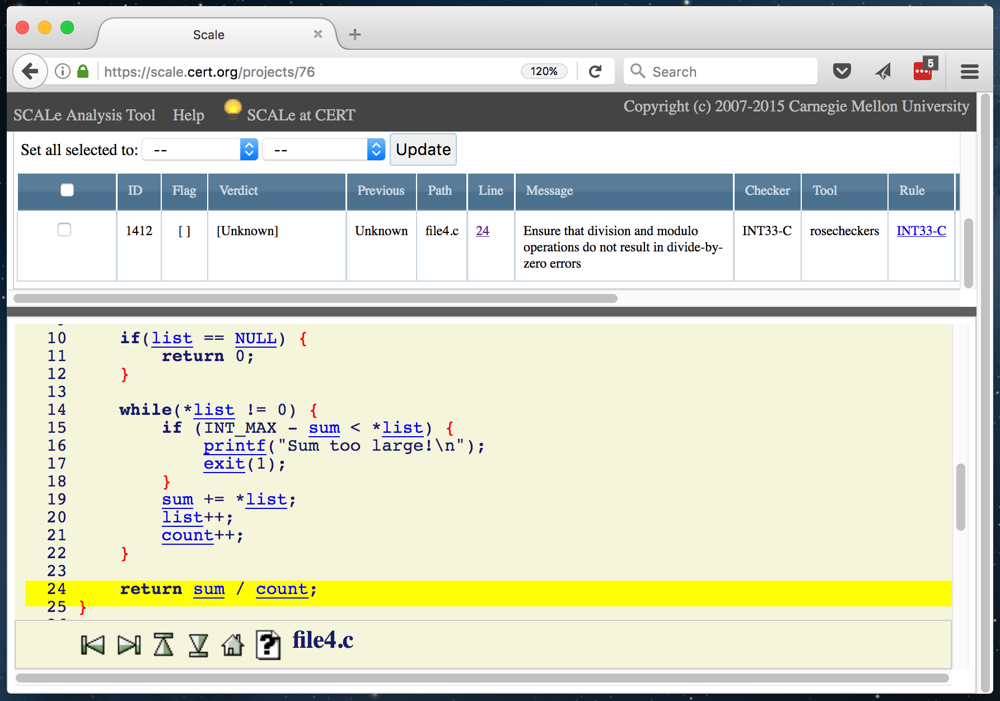 Scale
https://scale.cert.org/projects/76
120%
Search
5
SCALe Analysis Tool Help SCALe at CERT Copyright (c) 2007-2015 Carnegie Mellon University
Set all selected to: -- -- Update
ID Flag Verdict Previous Path Line Message Checker Tool Rule
1412 [ ] [Unknown] Unknown file4.c 24 Ensure that division and modulo INT33-C rosecheckers INT33-C
operations do not result in divide-by-
zero errors
10 if(list == NULL) {
11 return 0;
12 }
13
14 while(*list != 0) {
15 if (INT_MAX - sum < *list) {
16 printf("Sum too large!\n");
17 exit(1);
18 }
19 sum += *list;
20 list++;
21 count++;
22 }
23
24 return sum / count;
25 }
file4.c